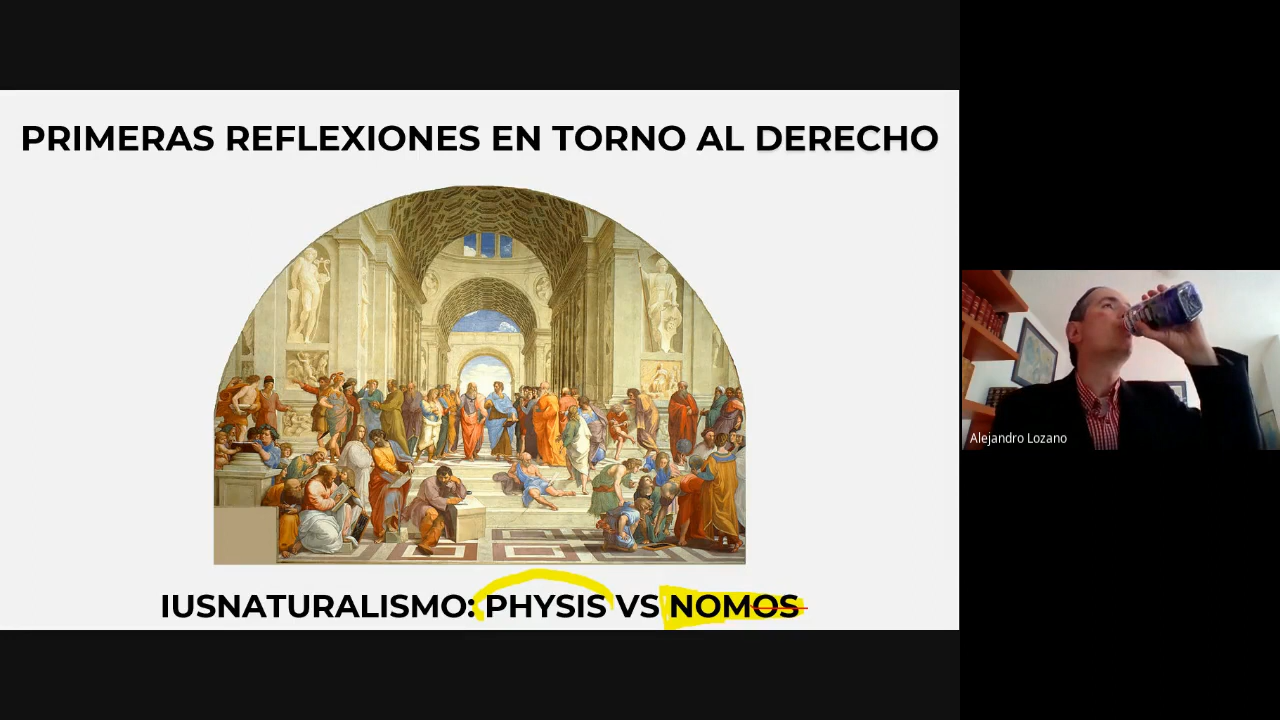 PRIMERAS REFLEXIONES EN TORNO AL DERECHO
IUSNATURALISMO: PHYSIS VS NOMOS
Alejandro Lozano